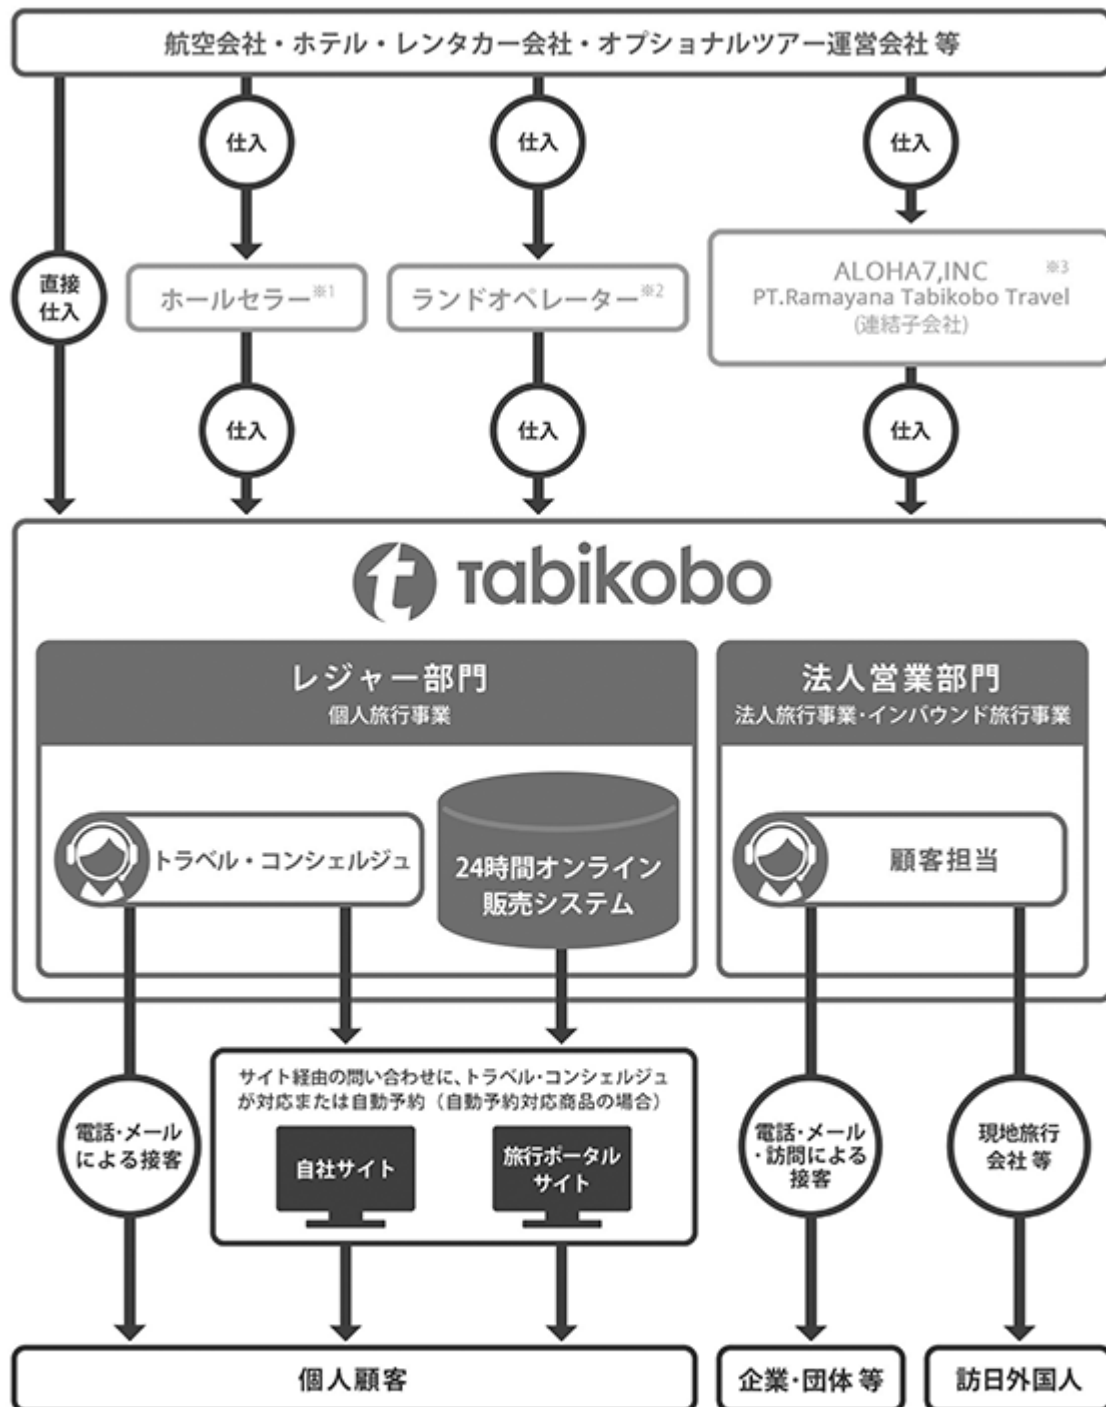 航空会社・ホテル・レンタカー会社・オプショナルツアー運営会社 等
仕入
仕入
仕入
直接
仕入
ホールセラー※1
ランドオペレーター※2
ALOHA7,INC ※3
PT.Ramayana Tabikobo Travel
(連結子会社)
仕入
仕入
仕入
t Tabikobo
レジャー部門
個人旅行事業
法人営業部門
法人旅行事業・インバウンド旅行事業
トラベル・コンシェルジュ
24時間オンライン
販売システム
顧客担当
サイト経由の問い合わせに、トラベル・コンシェルジュ
が対応または自動予約（自動予約対応商品の場合）
電話・メール
による接客
自社サイト
旅行ポータル
サイト
電話・メール
・訪問による
接客
現地旅行
会社 等
個人顧客
企業・団体 等
訪日外国人